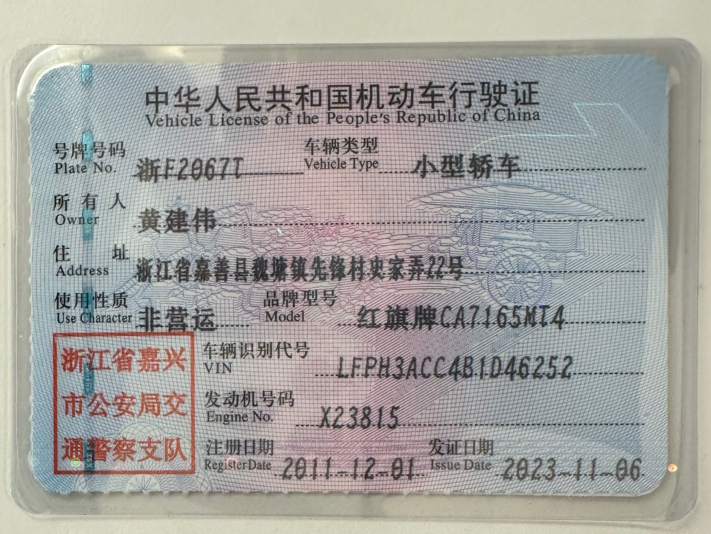 中华人民共和国机动车行驶证
Vehicle License of the People's Republic of China
号牌号码 浙F2067T 车辆类型 小型轿车
Plate No. Vehicle Type
所有人 黄建伟
Owner
住址 浙江省嘉善县魏塘镇先锋村史家弄22号
Address
使用性质 非营运 品牌型号 红旗牌CA7165MT4
Use Character Model
浙江省嘉兴
市公安局交
通警察支队
车辆识别代号 LFPH3ACC4B1D46252
VIN
发动机号码 X23815
Engine No.
注册日期 2011-12-01 发证日期 2023-11-06
Register Date Issue Date